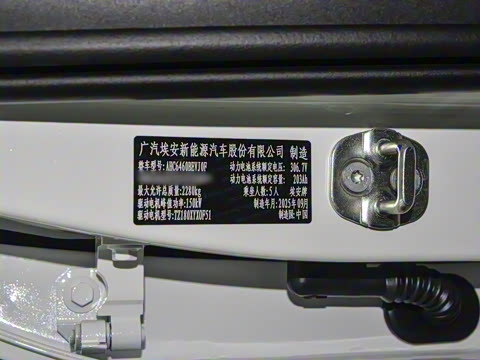 广汽埃安新能源汽车股份有限公司 制造
整车型号: AHC6460BEVJ0F 动力电池系统额定电压: 306.7V
动力电池系统额定容量: 203Ah
最大允许总质量: 2280kg 乘坐人数: 5人 埃安牌
驱动电机峰值功率: 150kW 制造年月: 2025年09月
驱动电机型号: TZ180XYX0F51 制造国: 中国